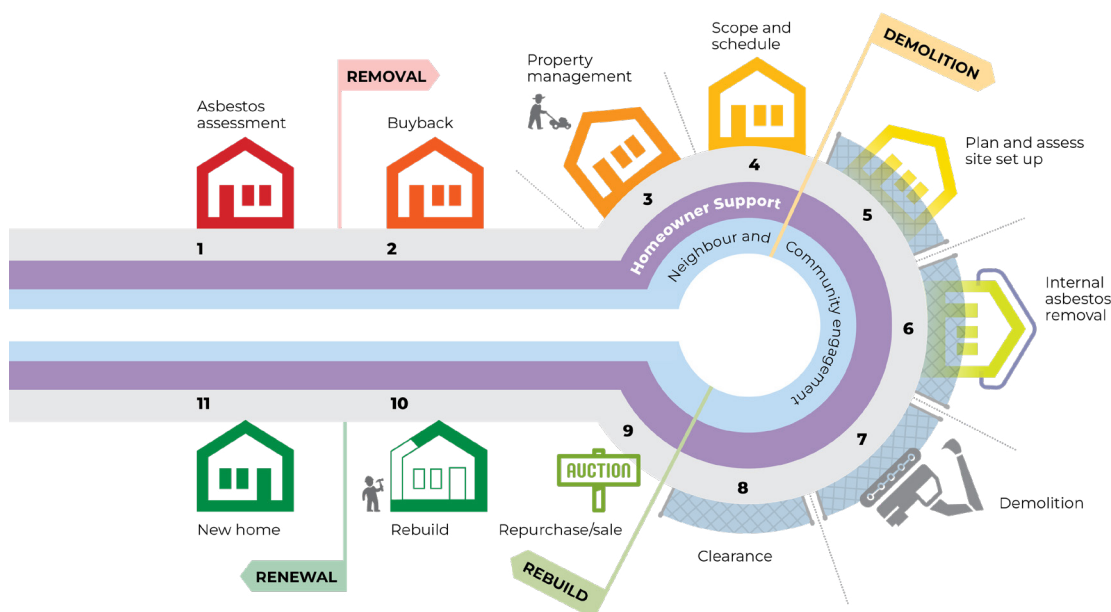 Asbestos
assessment
1
REMOVAL
Buyback
2
Property
management
3
Scope and
schedule
4
DEMOLITION
Plan and assess
site set up
5
Internal
asbestos
removal
6
Homeowner Support
Neighbour and Community engagement
7
Demolition
8
Clearance
REBUILD
9
AUCTION
Repurchase/sale
10
Rebuild
RENEWAL
11
New home